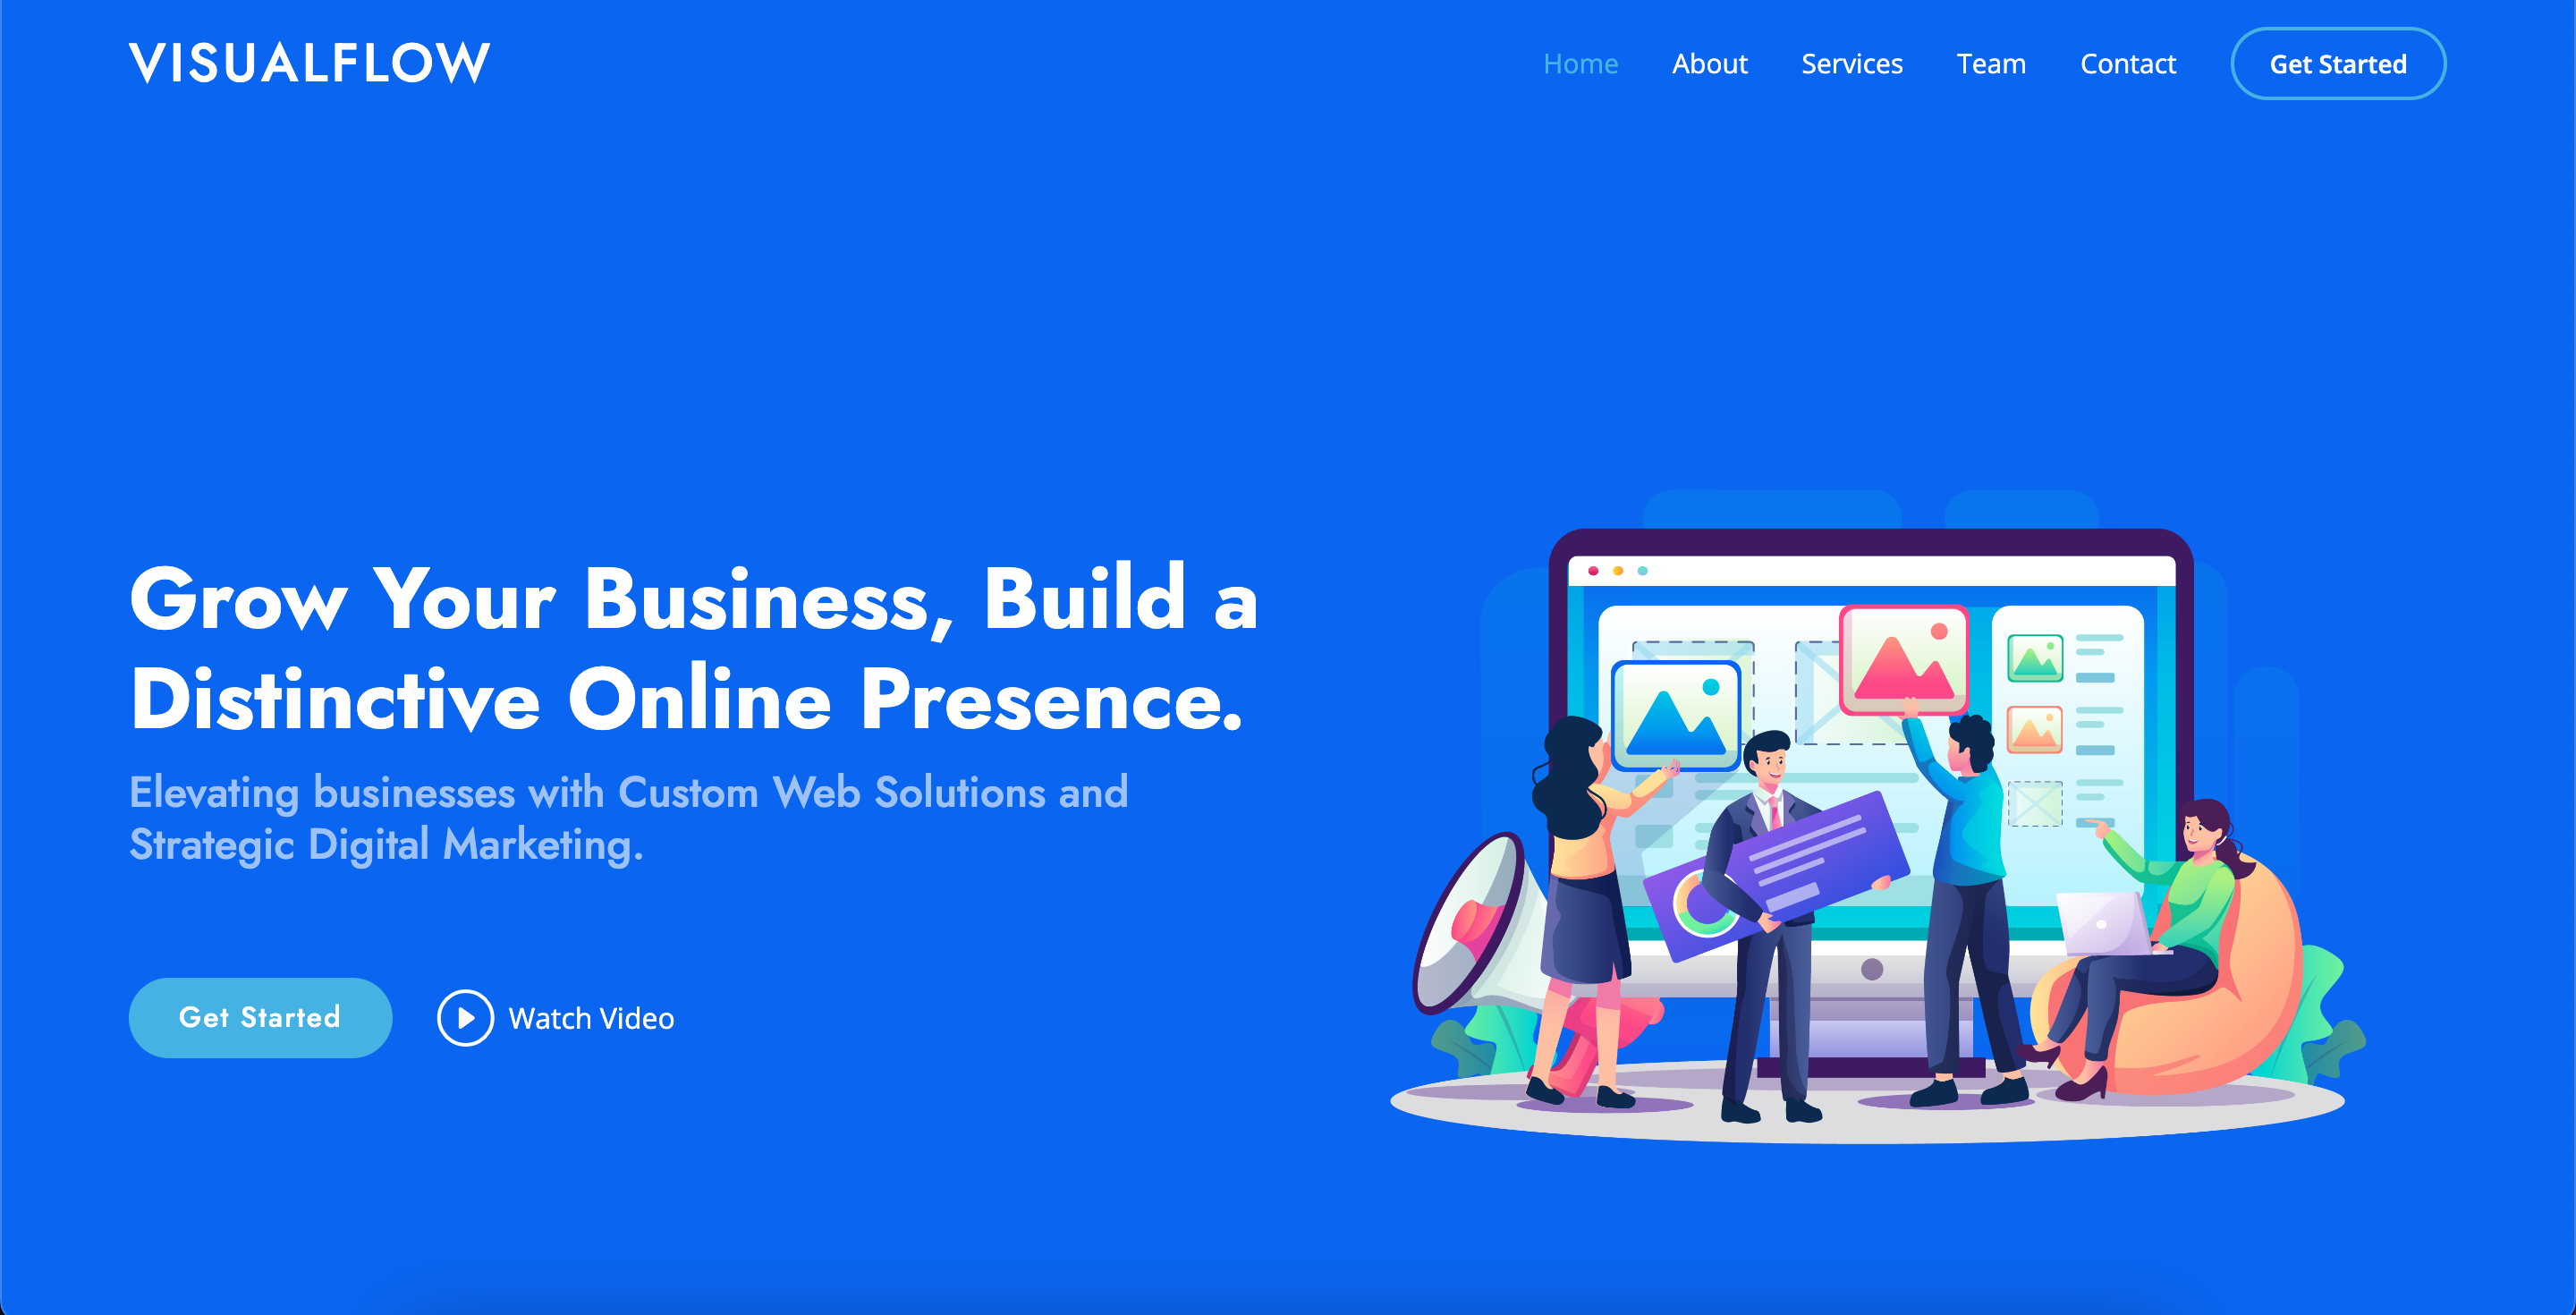 VISUALFLOW
Home About Services Team Contact Get Started
Grow Your Business, Build a
Distinctive Online Presence.
Elevating businesses with Custom Web Solutions and
Strategic Digital Marketing.
Get Started Watch Video